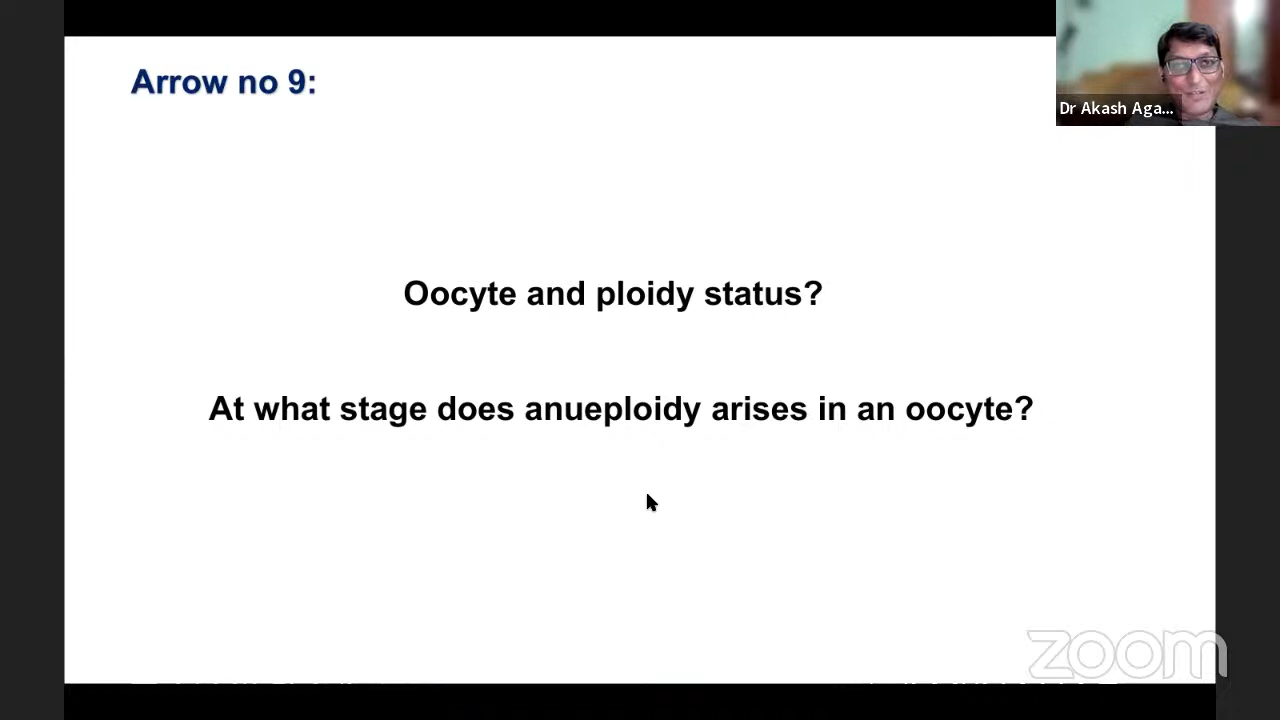 Arrow no 9:
Dr Akash Aga...
Oocyte and ploidy status?
At what stage does anueploidy arises in an oocyte?
zoom